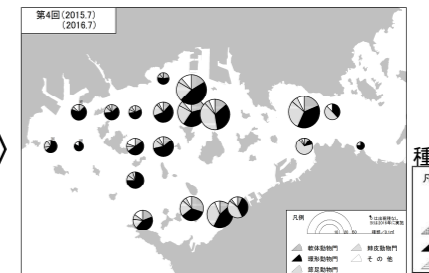 第4回(2015.7)
(2016.7)
種
凡
凡例
軟体動物門
棘皮動物門
環形動物門
その他
節足動物門